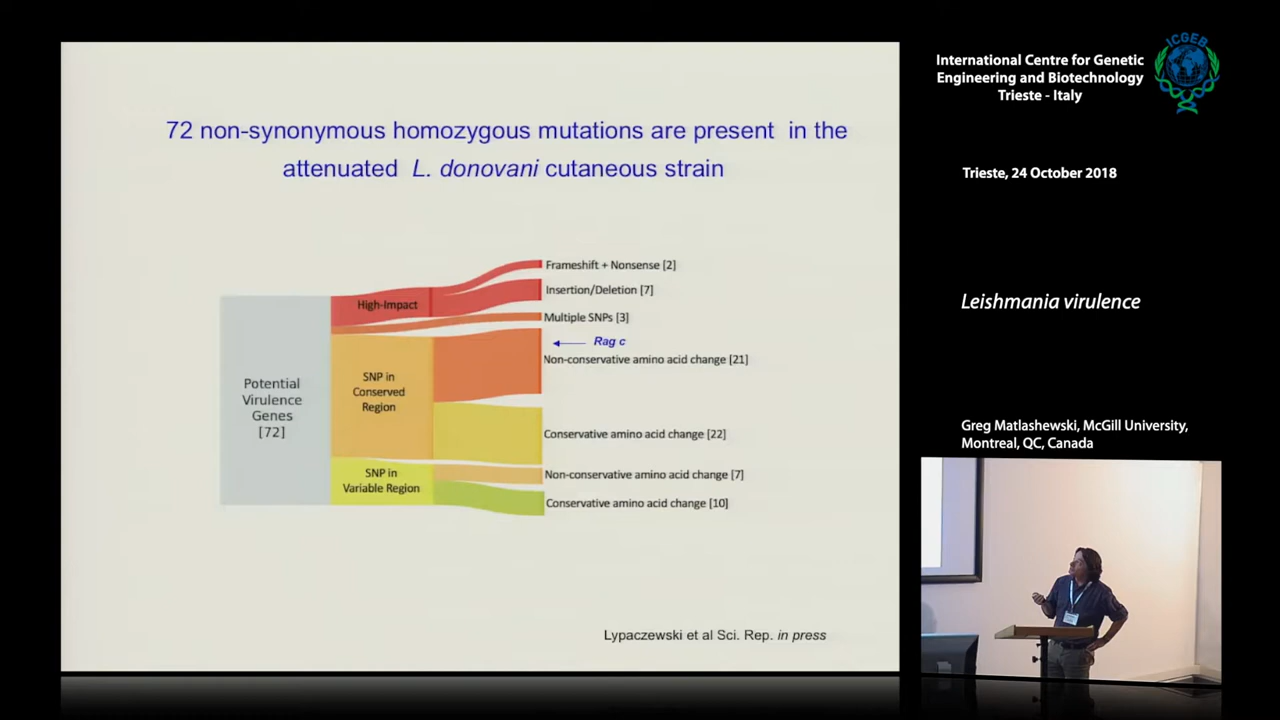 72 non-synonymous homozygous mutations are present in the
attenuated L. donovani cutaneous strain
Potential
Virulence
Genes
[72]
High-Impact
SNP in
Conserved
Region
SNP in
Variable Region
Frameshift + Nonsense [2]
Insertion/Deletion [7]
Multiple SNPs [3]
Rag c
Non-conservative amino acid change [21]
Conservative amino acid change [22]
Non-conservative amino acid change [7]
Conservative amino acid change [10]
Lypaczewski et al Sci. Rep. in press
International Centre for Genetic
Engineering and Biotechnology
Trieste - Italy
ICGEB
Trieste, 24 October 2018
Leishmania virulence
Greg Matlashewski, McGill University,
Montreal, QC, Canada